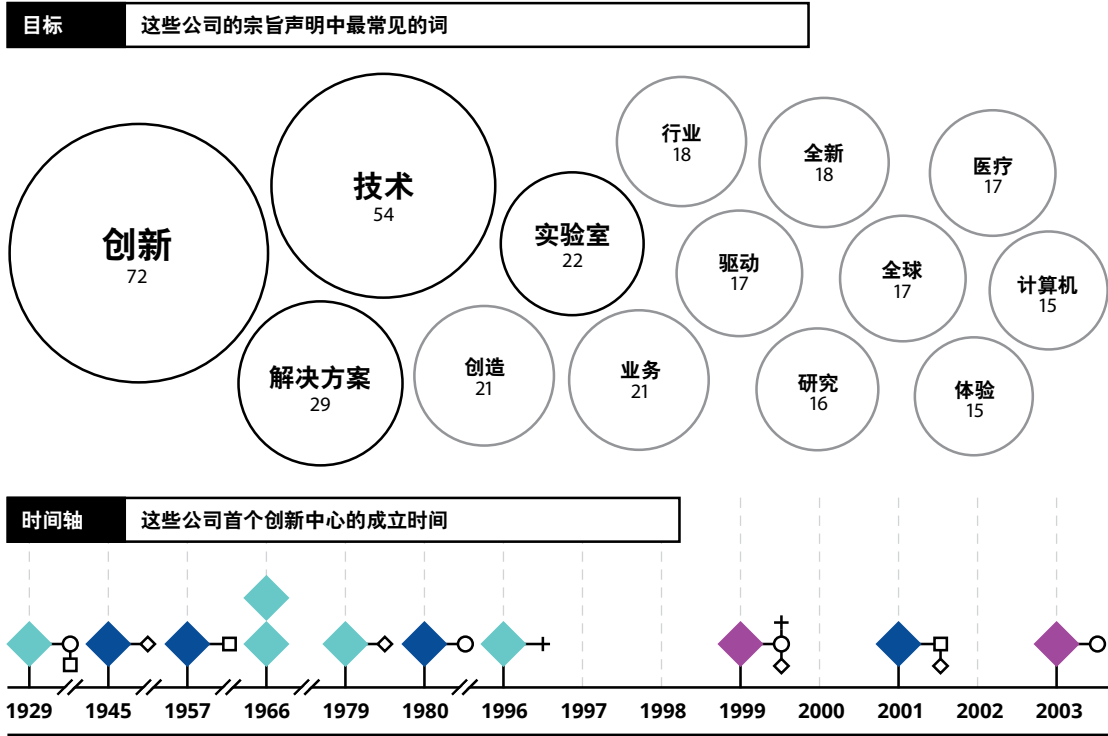 目标 这些公司的宗旨声明中最常见的词
创新
72
技术
54
解决方案
29
实验室
22
创造
21
业务
21
行业
18
全新
18
医疗
17
驱动
17
全球
17
计算机
15
研究
16
体验
15
时间轴 这些公司首个创新中心的成立时间
1929 1945 1957 1966 1979 1980 1996 1997 1998 1999 2000 2001 2002 2003